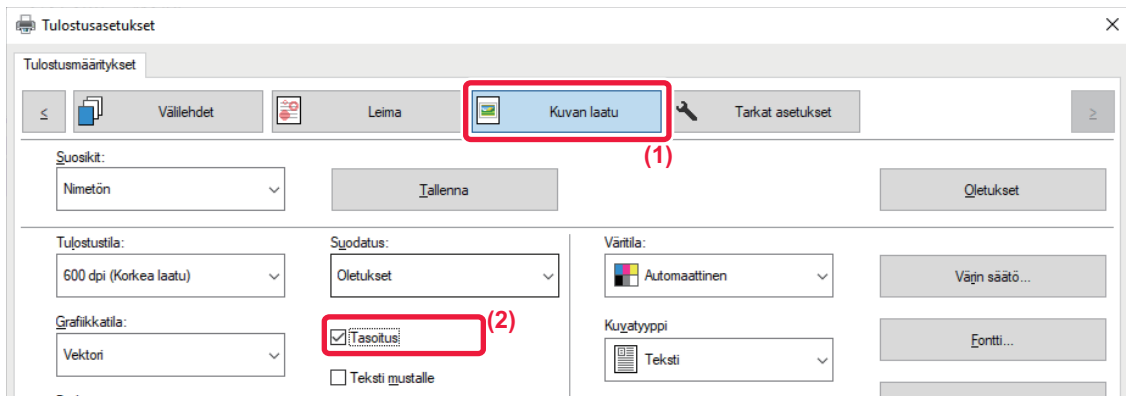 Tulostusasetukset
Tulostusmääritykset
< Välilehdet Leima Kuvan laatu Tarkat asetukset >
(1)
Suosikit:
Nimetön Tallenna Oletukset
Tulostustila: Suodatus: Väritila:
600 dpi (Korkea laatu) Oletukset Automaattinen Värin säätö...
Grafiikkatila: (2) Kuvatyyppi
Tasoitus Fontti...
Vektori Teksti
Teksti mustalle